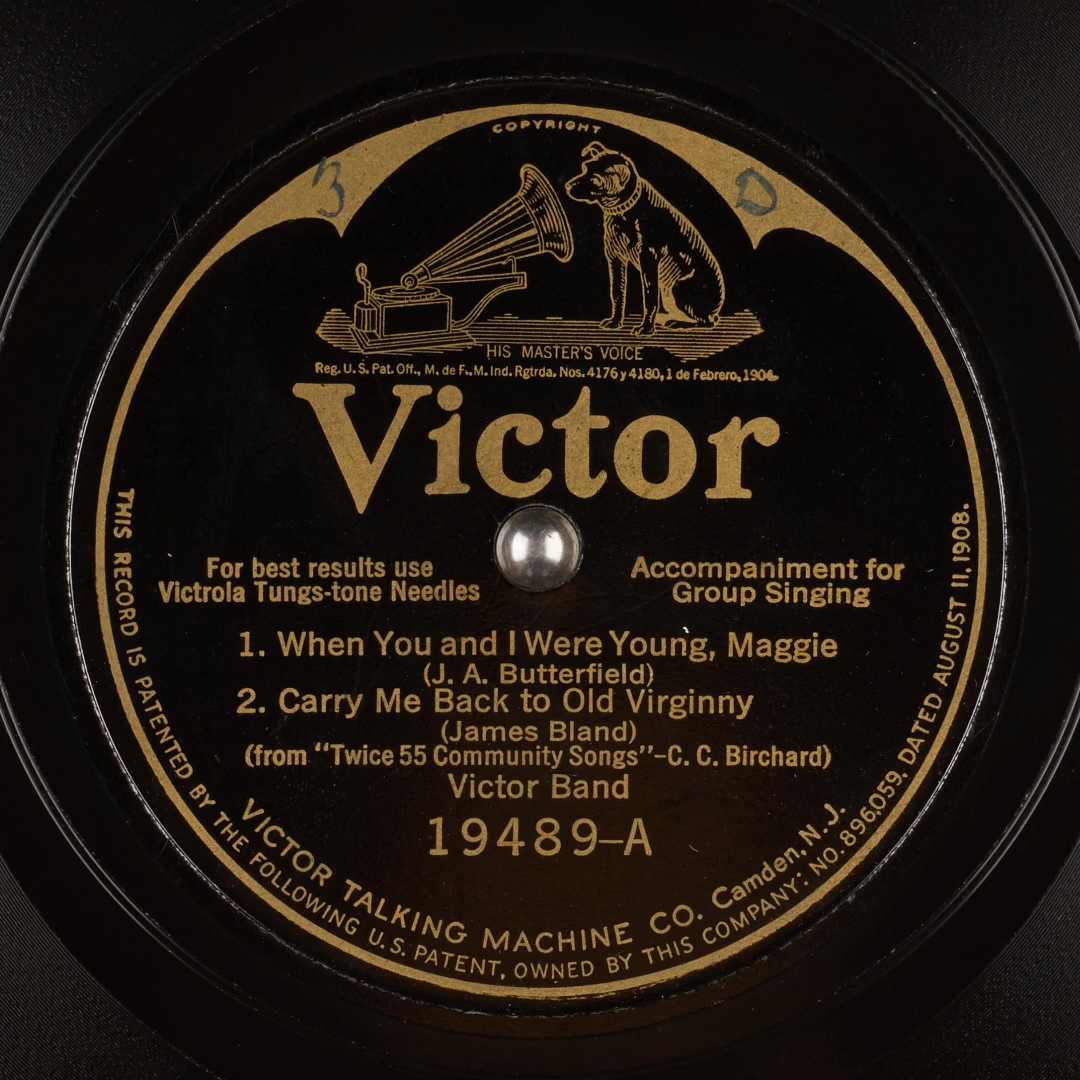 COPYRIGHT
3
D
HIS MASTER'S VOICE
Reg. U.S. Pat. Off., M. de F., M. Ind. Rgtrda. Nos. 4176 y 4180, 1 de Febrero, 1904
Victor
For best results use
Victrola Tungs-tone Needles
Accompaniment for
Group Singing
1. When You and I Were Young, Maggie
(J. A. Butterfield)
2. Carry Me Back to Old Virginny
(James Bland)
(from "Twice 55 Community Songs"-C. C. Birchard)
Victor Band
19489-A
VICTOR TALKING MACHINE CO. Camden, N. J.
THIS RECORD IS PATENTED BY THE FOLLOWING U.S. PATENT, OWNED BY THIS COMPANY: NO. 896,059, DATED AUGUST 11, 1908.